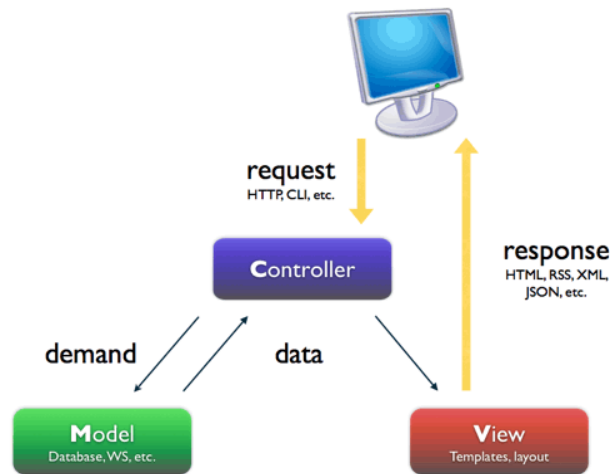 request
HTTP, CLI, etc.
Controller
response
HTML, RSS, XML,
JSON, etc.
demand
data
Model
Database, WS, etc.
View
Templates, layout